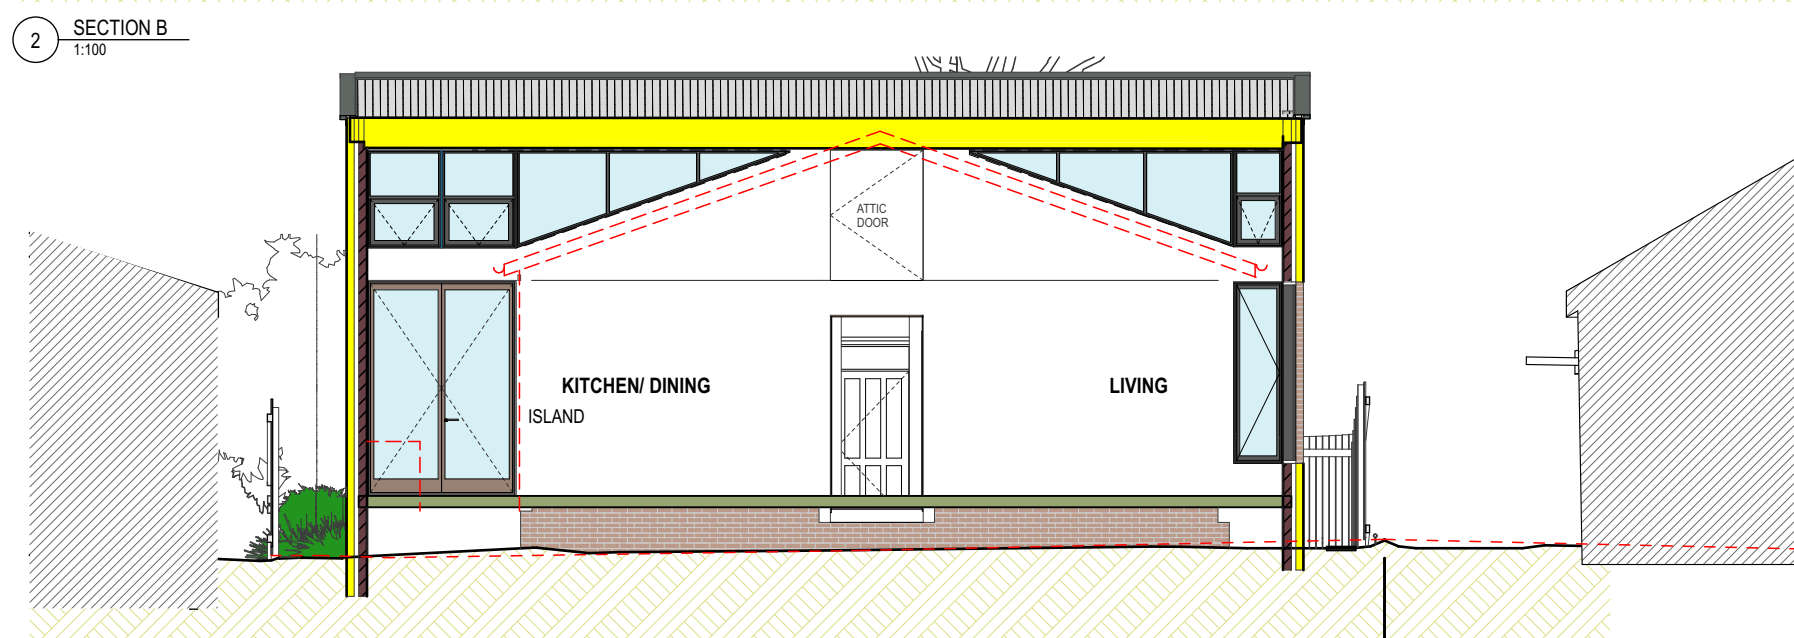 2
SECTION B
1:100
ATTIC
DOOR
KITCHEN/ DINING
LIVING
ISLAND